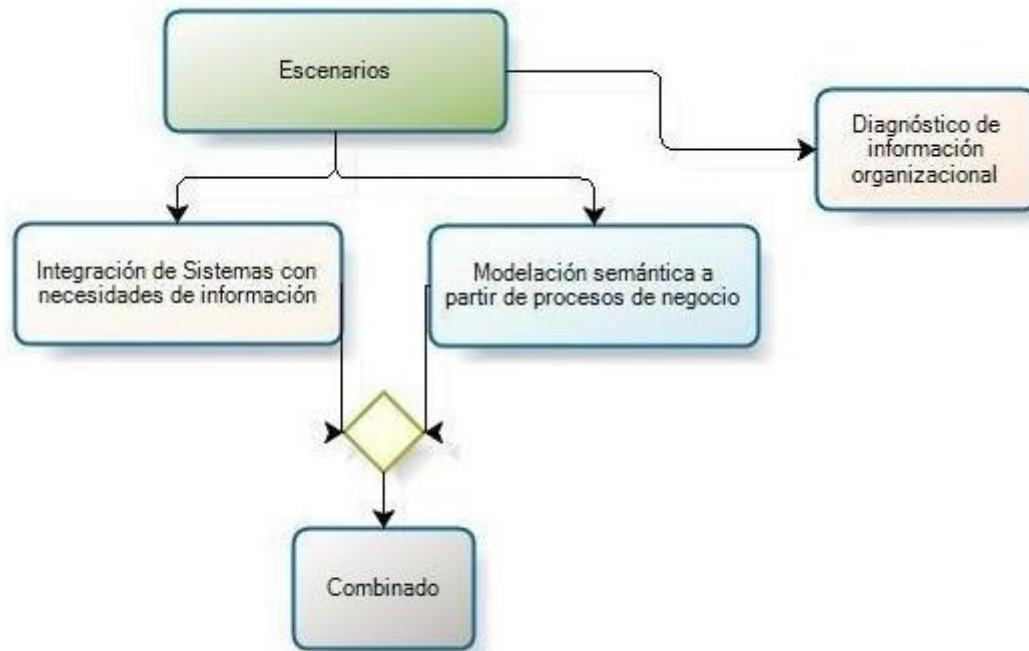 Escenarios
Diagnóstico de
información
organizacional
Integración de Sistemas con
necesidades de información
Modelación semántica a
partir de procesos de negocio
Combinado